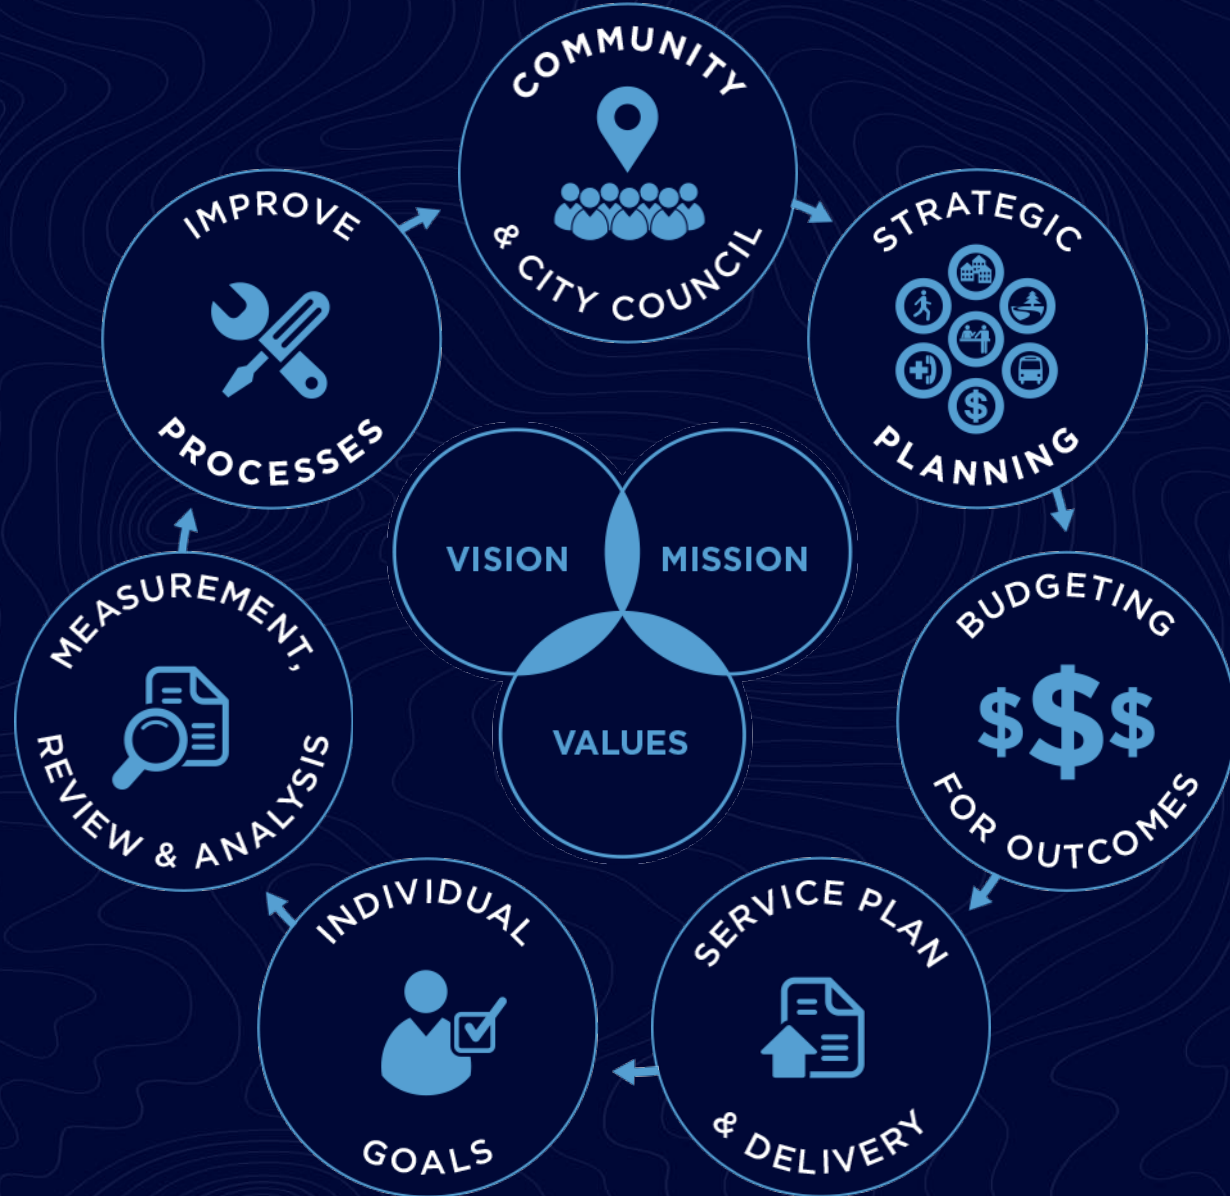 COMMUNITY
& CITY COUNCIL
STRATEGIC
PLANNING
BUDGETING
$$$
FOR OUTCOMES
SERVICE PLAN
& DELIVERY
INDIVIDUAL
GOALS
MEASUREMENT,
REVIEW & ANALYSIS
IMPROVE
PROCESSES
VISION
MISSION
VALUES
$